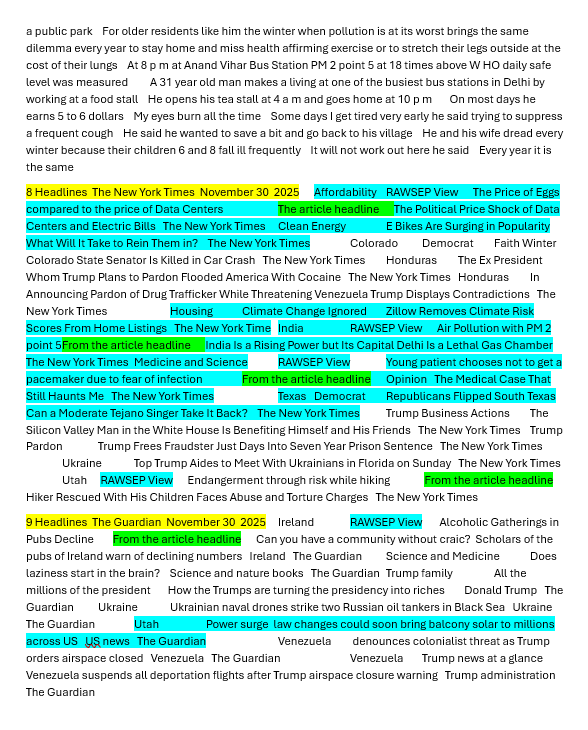 a public park For older residents like him the winter when pollution is at its worst brings the same
dilemma every year to stay home and miss health affirming exercise or to stretch their legs outside at the
cost of their lungs At 8 p m at Anand Vihar Bus Station PM 2 point 5 at 18 times above W HO daily safe
level was measured A 31 year old man makes a living at one of the busiest bus stations in Delhi by
working at a food stall He opens his tea stall at 4 a m and goes home at 10 p m On most days he
earns 5 to 6 dollars My eyes burn all the time Some days I get tired very early he said trying to suppress
a frequent cough He said he wanted to save a bit and go back to his village He and his wife dread every
winter because their children 6 and 8 fall ill frequently It will not work out here he said Every year it is
the same
8 Headlines The New York Times November 30 2025 Affordability RAWSEP View The Price of Eggs
compared to the price of Data Centers The article headline The Political Price Shock of Data
Centers and Electric Bills The New York Times Clean Energy E Bikes Are Surging in Popularity
What Will It Take to Rein Them in? The New York Times Colorado Democrat Faith Winter
Colorado State Senator Is Killed in Car Crash The New York Times Honduras The Ex President
Whom Trump Plans to Pardon Flooded America With Cocaine The New York Times Honduras In
Announcing Pardon of Drug Trafficker While Threatening Venezuela Trump Displays Contradictions The
New York Times Housing Climate Change Ignored Zillow Removes Climate Risk
Scores From Home Listings The New York Time India RAWSEP View Air Pollution with PM 2
point 5 From the article headline India Is a Rising Power but Its Capital Delhi Is a Lethal Gas Chamber
The New York Times Medicine and Science RAWSEP View Young patient chooses not to get a
pacemaker due to fear of infection From the article headline Opinion The Medical Case That
Still Haunts Me The New York Times Texas Democrat Republicans Flipped South Texas
Can a Moderate Tejano Singer Take It Back? The New York Times Trump Business Actions The
Silicon Valley Man in the White House Is Benefiting Himself and His Friends The New York Times Trump
Pardon Trump Frees Fraudster Just Days Into Seven Year Prison Sentence The New York Times
Ukraine Top Trump Aides to Meet With Ukrainians in Florida on Sunday The New York Times
Utah RAWSEP View Endangerment through risk while hiking From the article headline
Hiker Rescued With His Children Faces Abuse and Torture Charges The New York Times
9 Headlines The Guardian November 30 2025 Ireland RAWSEP View Alcoholic Gatherings in
Pubs Decline From the article headline Can you have a community without craic? Scholars of the
pubs of Ireland warn of declining numbers Ireland The Guardian Science and Medicine Does
laziness start in the brain? Science and nature books The Guardian Trump family All the
millions of the president How the Trumps are turning the presidency into riches Donald Trump The
Guardian Ukraine Ukrainian naval drones strike two Russian oil tankers in Black Sea Ukraine
The Guardian Utah Power surge law changes could soon bring balcony solar to millions
across US US news The Guardian Venezuela denounces colonialist threat as Trump
orders airspace closed Venezuela The Guardian Venezuela Trump news at a glance
Venezuela suspends all deportation flights after Trump airspace closure warning Trump administration
The Guardian